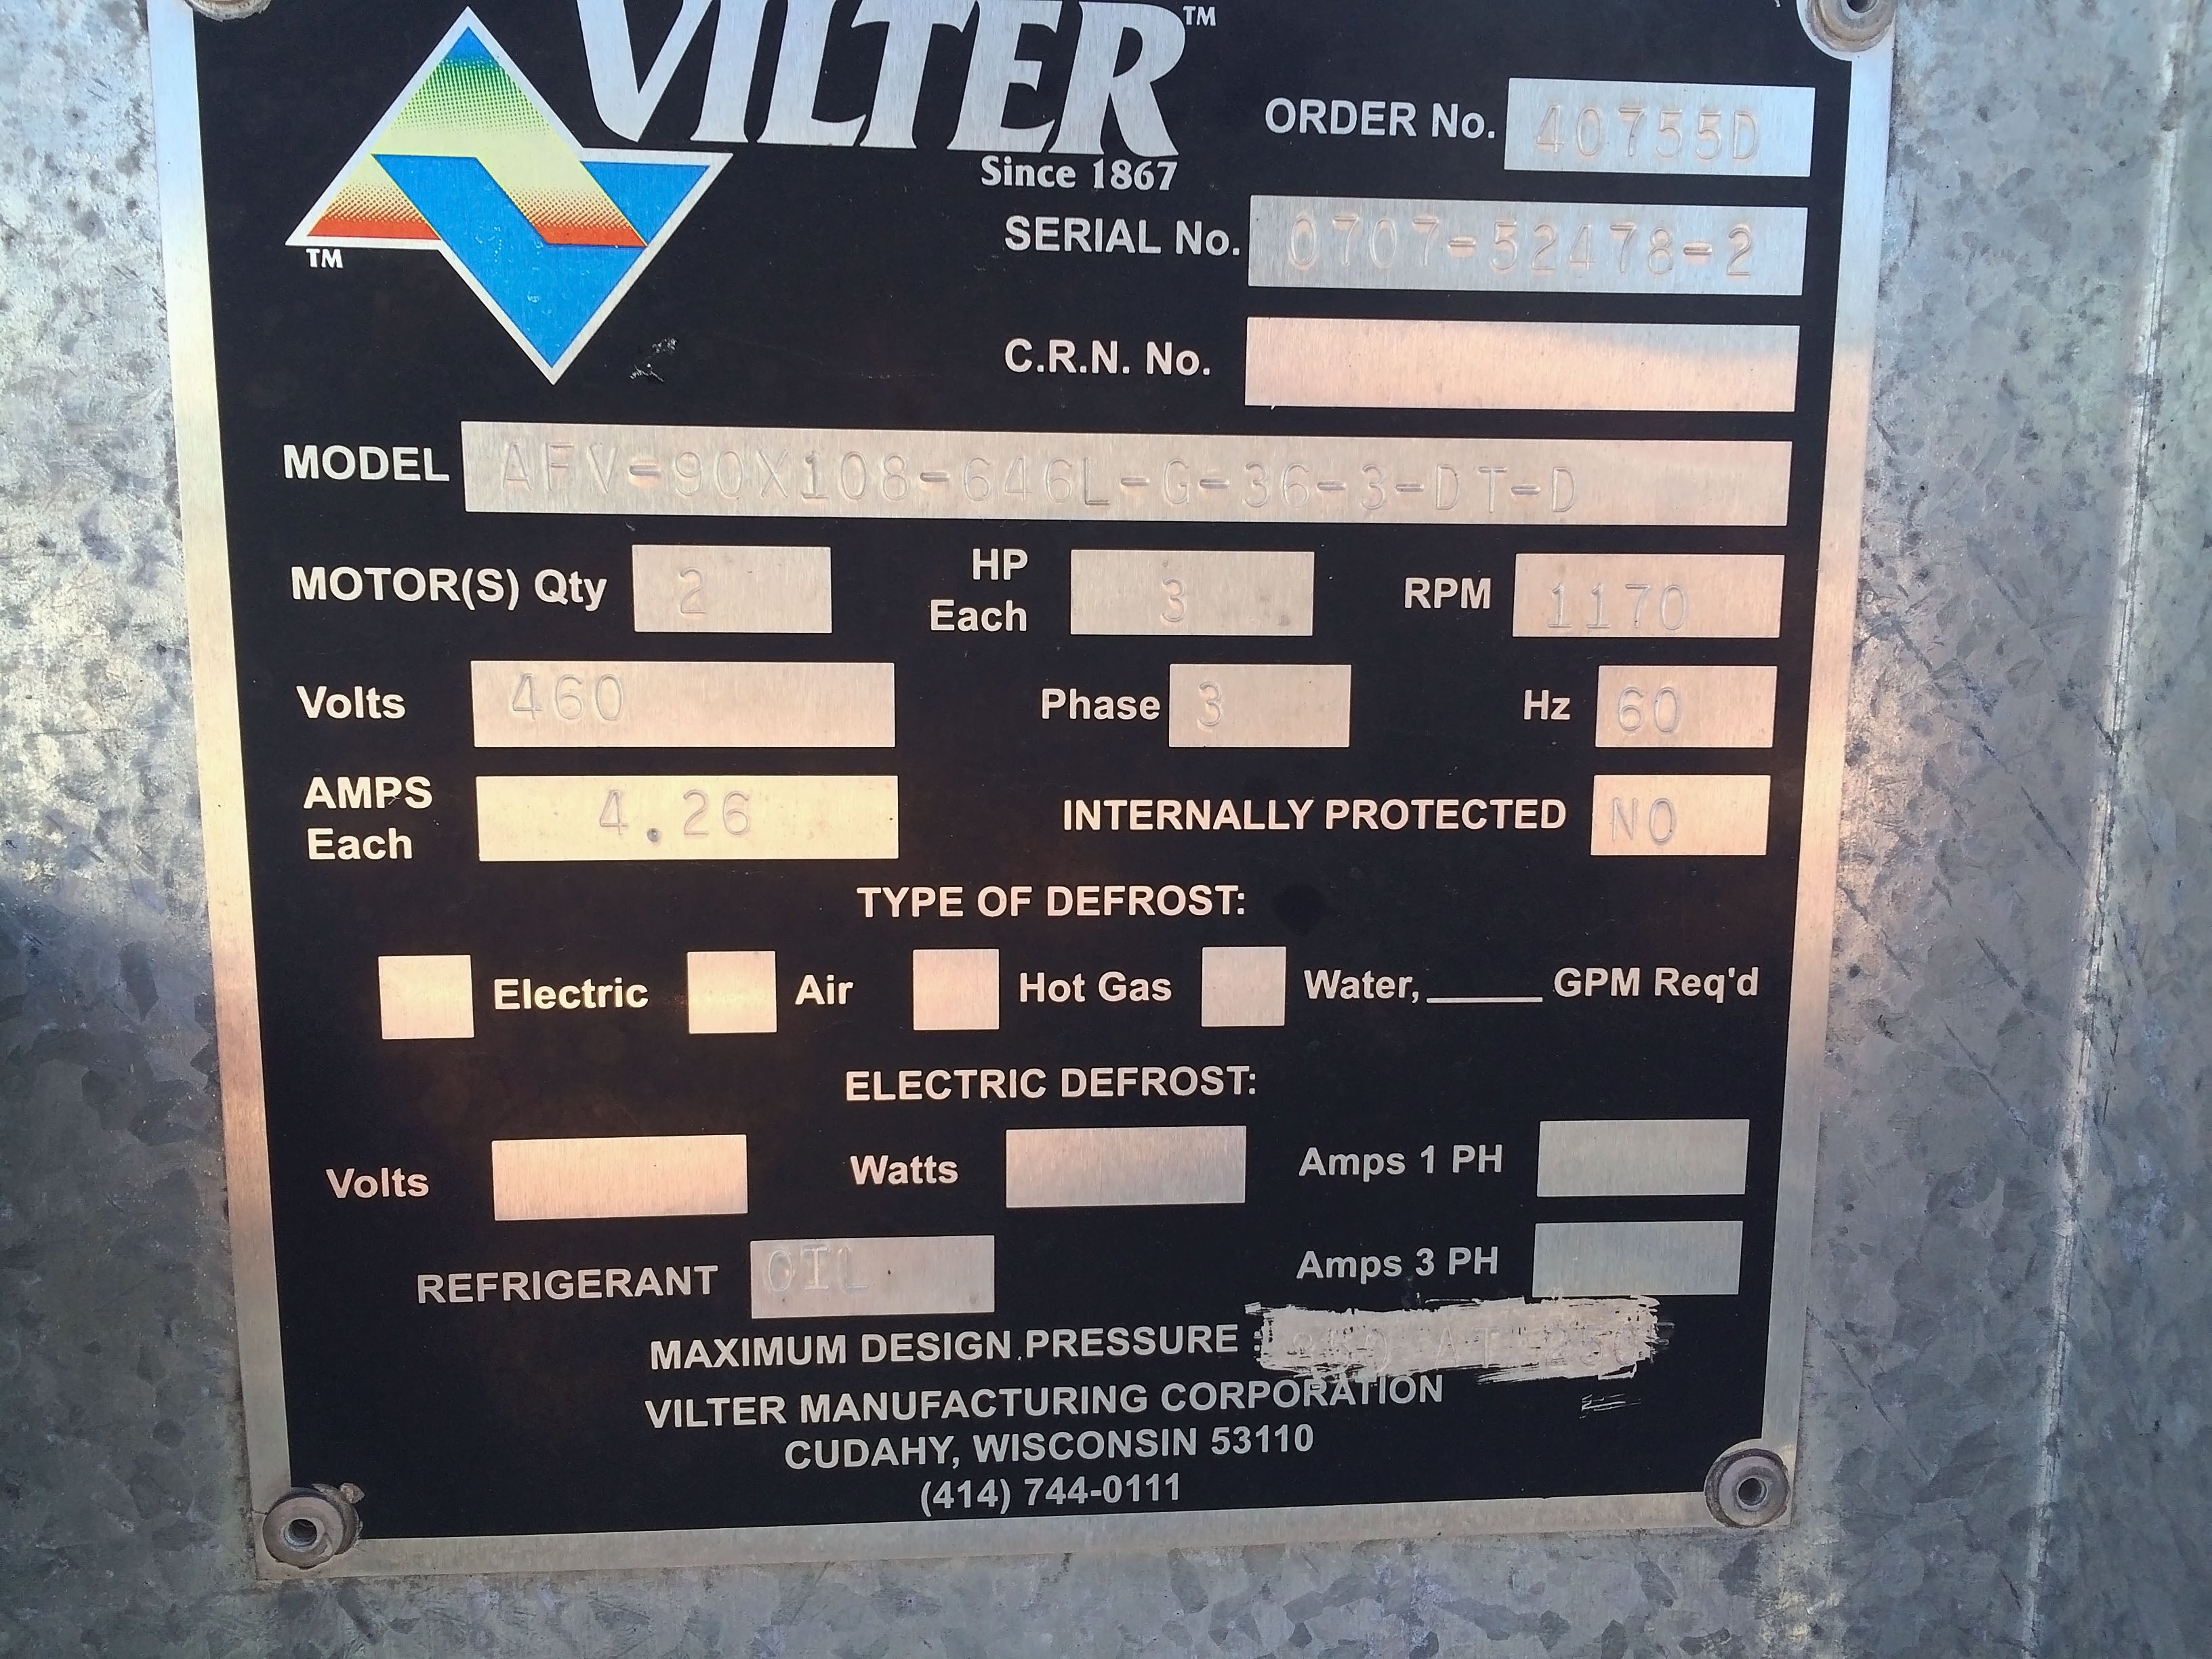 VILTER™
Since 1867
TM
ORDER No. 40755D
SERIAL No. 0707-52478-2
C.R.N. No.
MODEL AFV-90X108-646L-G-36-3-DT-D
MOTOR(S) Qty 2 HP Each 3 RPM 1170
Volts 460 Phase 3 Hz 60
AMPS Each 4.26 INTERNALLY PROTECTED NO
TYPE OF DEFROST:
Electric Air Hot Gas Water,_____ GPM Req'd
ELECTRIC DEFROST:
Volts Watts Amps 1 PH
REFRIGERANT OIL Amps 3 PH
MAXIMUM DESIGN PRESSURE : AT
VILTER MANUFACTURING CORPORATION
CUDAHY, WISCONSIN 53110
(414) 744-0111